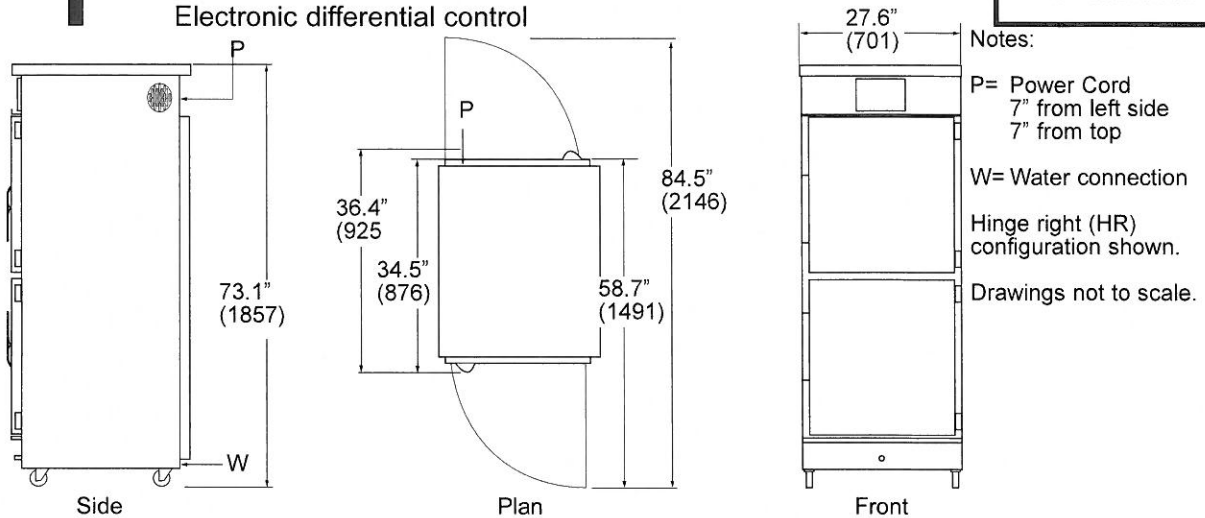 Electronic differential control
P
73.1”
(1857)
W
Side
P
36.4”
(925
34.5”
(876)
84.5”
(2146)
58.7”
(1491)
Plan
27.6”
(701)
Front
Notes:
P= Power Cord
7” from left side
7” from top
W= Water connection
Hinge right (HR)
configuration shown.
Drawings not to scale.